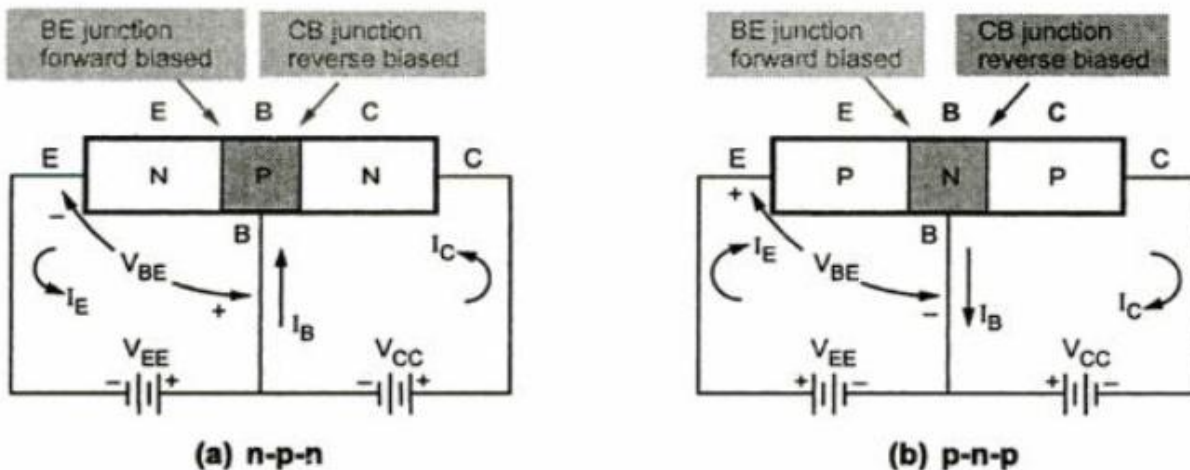 BE junction
forward biased
CB junction
reverse biased
E B C
E
N P N
C
−
B
V_BE
+
I_E
I_B
I_C
V_EE
− +
V_CC
− +
(a) n-p-n
BE junction
forward biased
CB junction
reverse biased
E B C
E
P N P
C
+
B
V_BE
−
I_E
I_B
I_C
V_EE
+ −
V_CC
+ −
(b) p-n-p